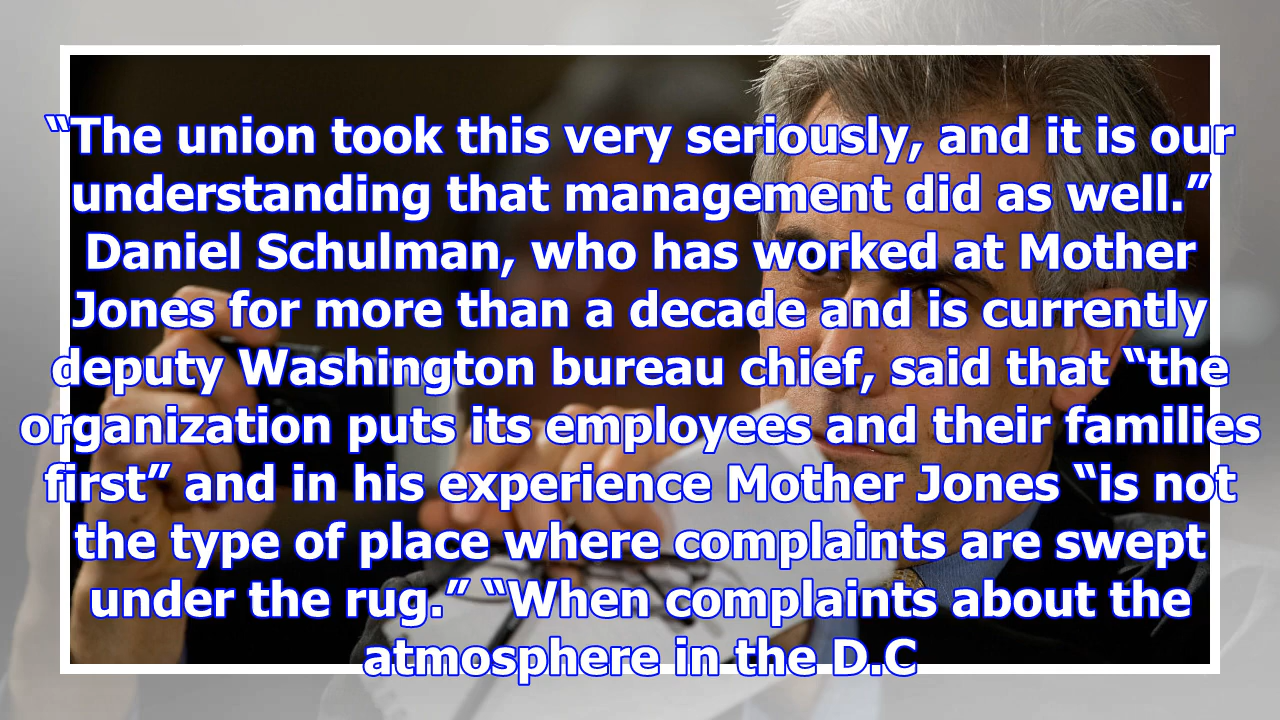 “The union took this very seriously, and it is our
understanding that management did as well.”
Daniel Schulman, who has worked at Mother
Jones for more than a decade and is currently
deputy Washington bureau chief, said that “the
organization puts its employees and their families
first” and in his experience Mother Jones “is not
the type of place where complaints are swept
under the rug.” “When complaints about the
atmosphere in the D.C